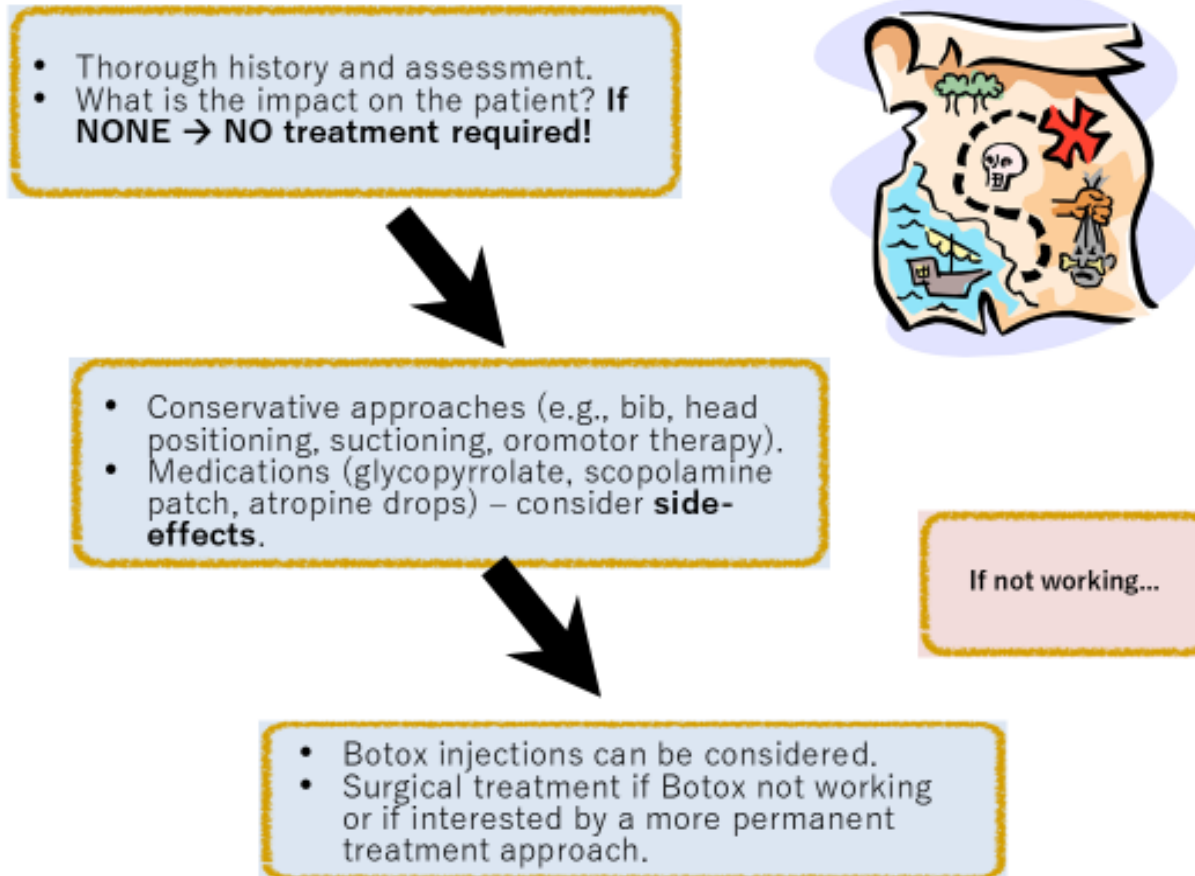 • Thorough history and assessment.
• What is the impact on the patient? If
NONE → NO treatment required!
• Conservative approaches (e.g., bib, head
positioning, suctioning, oromotor therapy).
• Medications (glycopyrrolate, scopolamine
patch, atropine drops) – consider side-
effects.
If not working...
• Botox injections can be considered.
• Surgical treatment if Botox not working
or if interested by a more permanent
treatment approach.